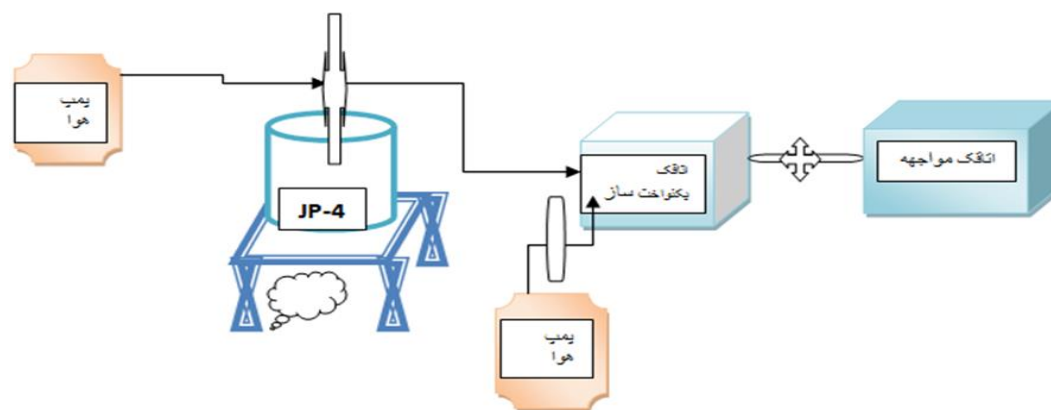 پمپ
هوا
JP-4
اتاقک
یکنواخت ساز
اتاقک مواجهه
پمپ
هوا